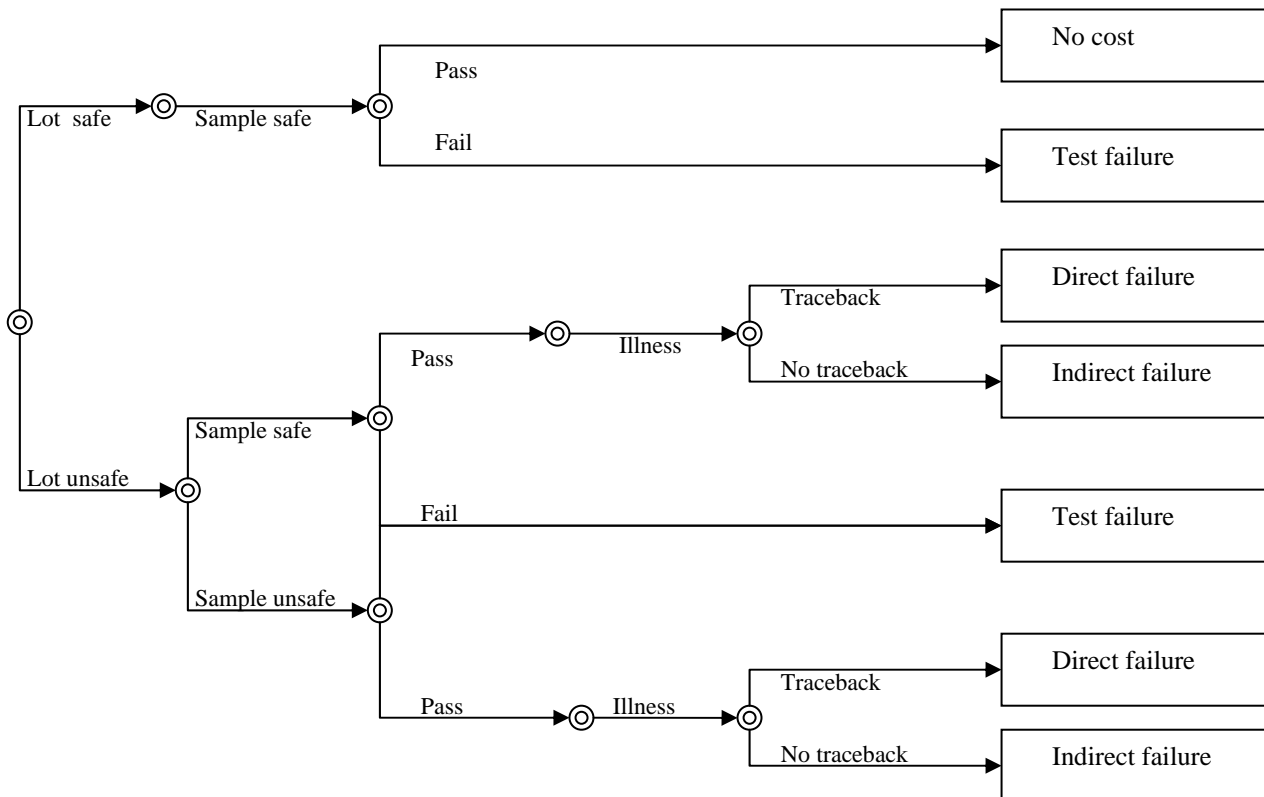 No cost
Pass
Lot safe
Sample safe
Fail
Test failure
Direct failure
Traceback
Pass
Illness
No traceback
Indirect failure
Sample safe
Lot unsafe
Fail
Test failure
Sample unsafe
Direct failure
Traceback
Pass
Illness
No traceback
Indirect failure